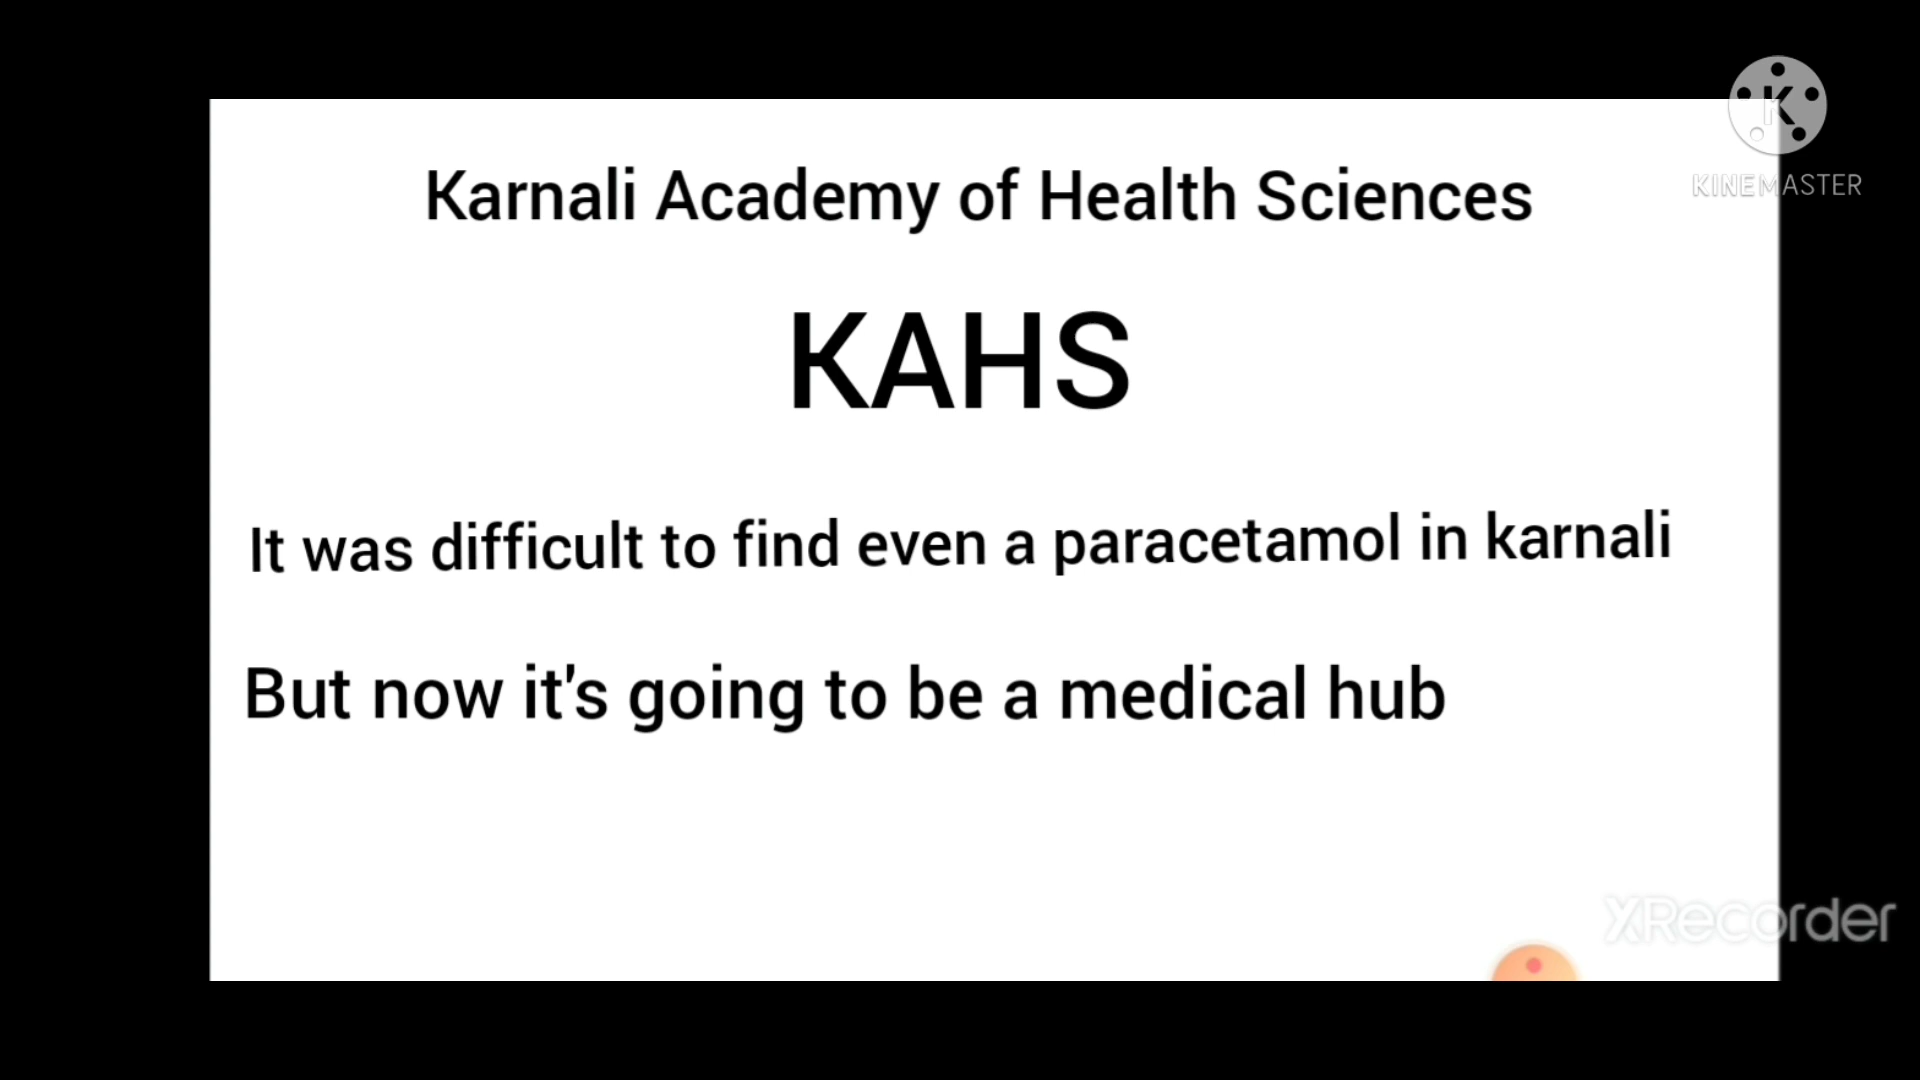 K
KINEMASTER
Karnali Academy of Health Sciences
KAHS
It was difficult to find even a paracetamol in karnali
But now it's going to be a medical hub
XRecorder